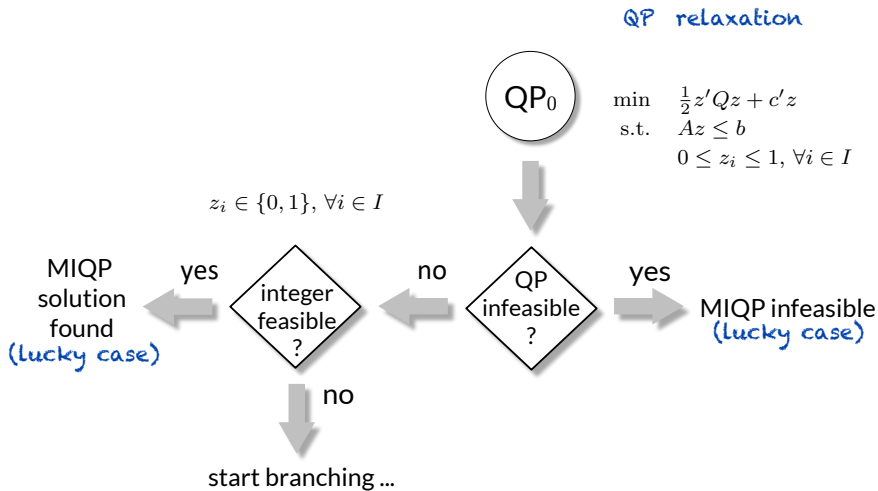 QP relaxation
QP₀
min ½z′Qz + c′z
s.t. Az ≤ b
0 ≤ zᵢ ≤ 1, ∀i ∈ I
zᵢ ∈ {0, 1}, ∀i ∈ I
MIQP
solution
found
(lucky case)
yes
integer
feasible
?
no
QP
infeasible
?
yes
MIQP infeasible
(lucky case)
no
start branching ...